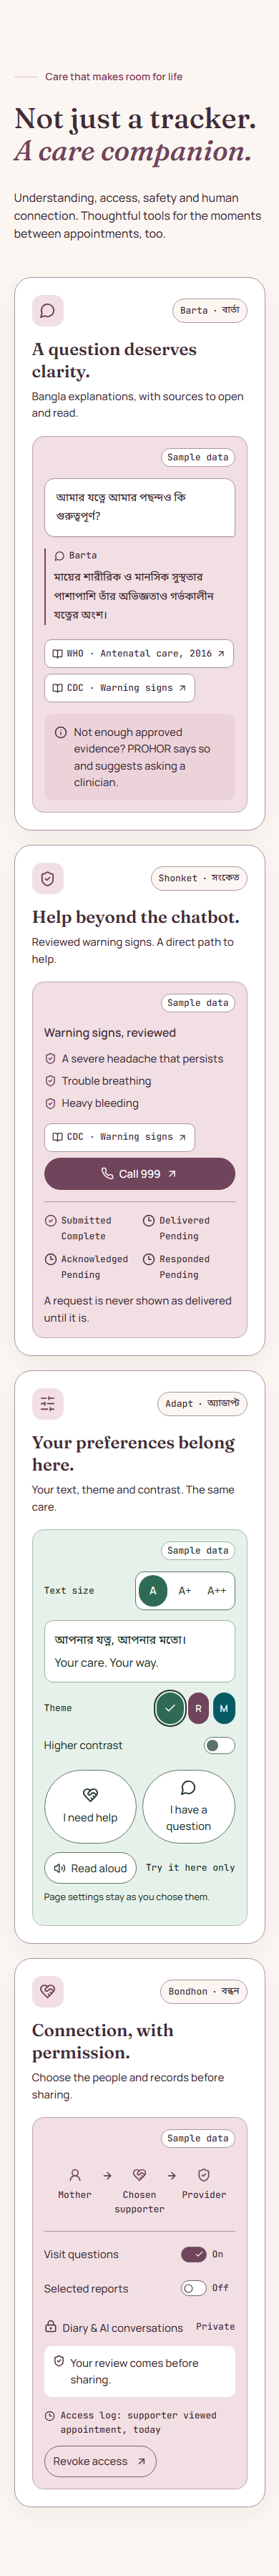 Care that makes room for life
Not just a tracker.
A care companion.
Understanding, access, safety and human
connection. Thoughtful tools for the moments
between appointments, too.
Barta · বার্তা
A question deserves
clarity.
Bangla explanations, with sources to open
and read.
Sample data
আমার যত্নে আমার পছন্দও কি
গুরুত্বপূর্ণ?
Barta
মায়ের শারীরিক ও মানসিক সুস্থতার
পাশাপাশি তাঁর অভিজ্ঞতাও গর্ভকালীন
যত্নের অংশ।
WHO · Antenatal care, 2016
CDC · Warning signs
Not enough approved
evidence? PROHOR says so
and suggests asking a
clinician.
Shonket · সংকেত
Help beyond the chatbot.
Reviewed warning signs. A direct path to
help.
Sample data
Warning signs, reviewed
A severe headache that persists
Trouble breathing
Heavy bleeding
CDC · Warning signs
Call 999
Submitted
Complete
Delivered
Pending
Acknowledged
Pending
Responded
Pending
A request is never shown as delivered
until it is.
Adapt · অ্যাডাপ্ট
Your preferences belong
here.
Your text, theme and contrast. The same
care.
Sample data
Text size
A A+ A++
আপনার যত্ন, আপনার মতো।
Your care. Your way.
Theme
R M
Higher contrast
I need help
I have a
question
Read aloud
Try it here only
Page settings stay as you chose them.
Bondhon · বন্ধন
Connection, with
permission.
Choose the people and records before
sharing.
Sample data
Mother
Chosen
supporter
Provider
Visit questions On
Selected reports Off
Diary & AI conversations Private
Your review comes before
sharing.
Access log: supporter viewed
appointment, today
Revoke access